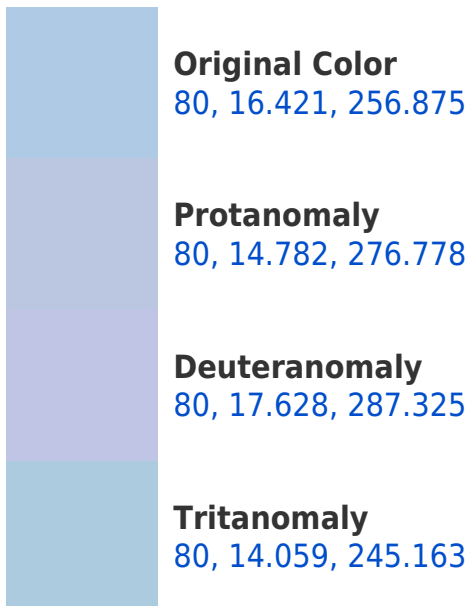 Original Color
80, 16.421, 256.875
Protanomaly
80, 14.782, 276.778
Deuteranomaly
80, 17.628, 287.325
Tritanomaly
80, 14.059, 245.163